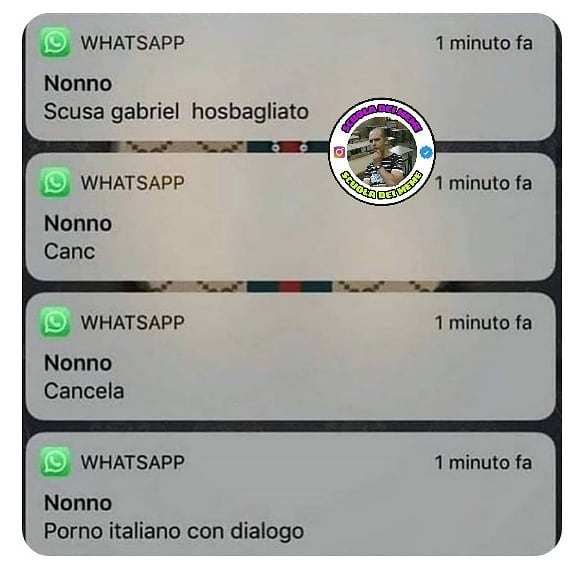 WHATSAPP 1 minuto fa
Nonno
Scusa gabriel hosbagliato
SCUOLA DEI MEME
SCUOLA DEI MEME
WHATSAPP 1 minuto fa
Nonno
Canc
WHATSAPP 1 minuto fa
Nonno
Cancela
WHATSAPP 1 minuto fa
Nonno
Porno italiano con dialogo